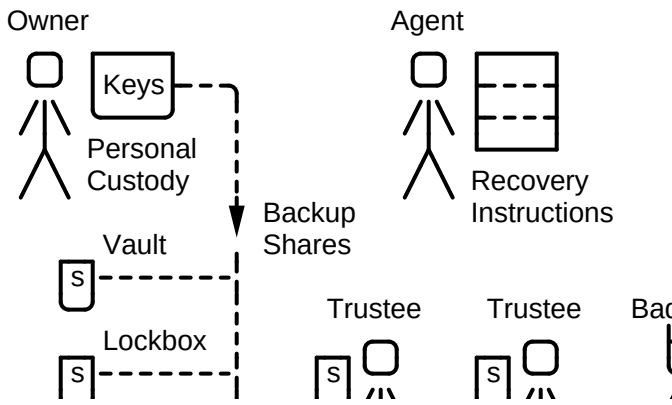 Owner
Agent
Keys
Personal
Custody
Recovery
Instructions
Backup
Shares
Vault
s
Trustee
Trustee
Lockbox
s
s
s